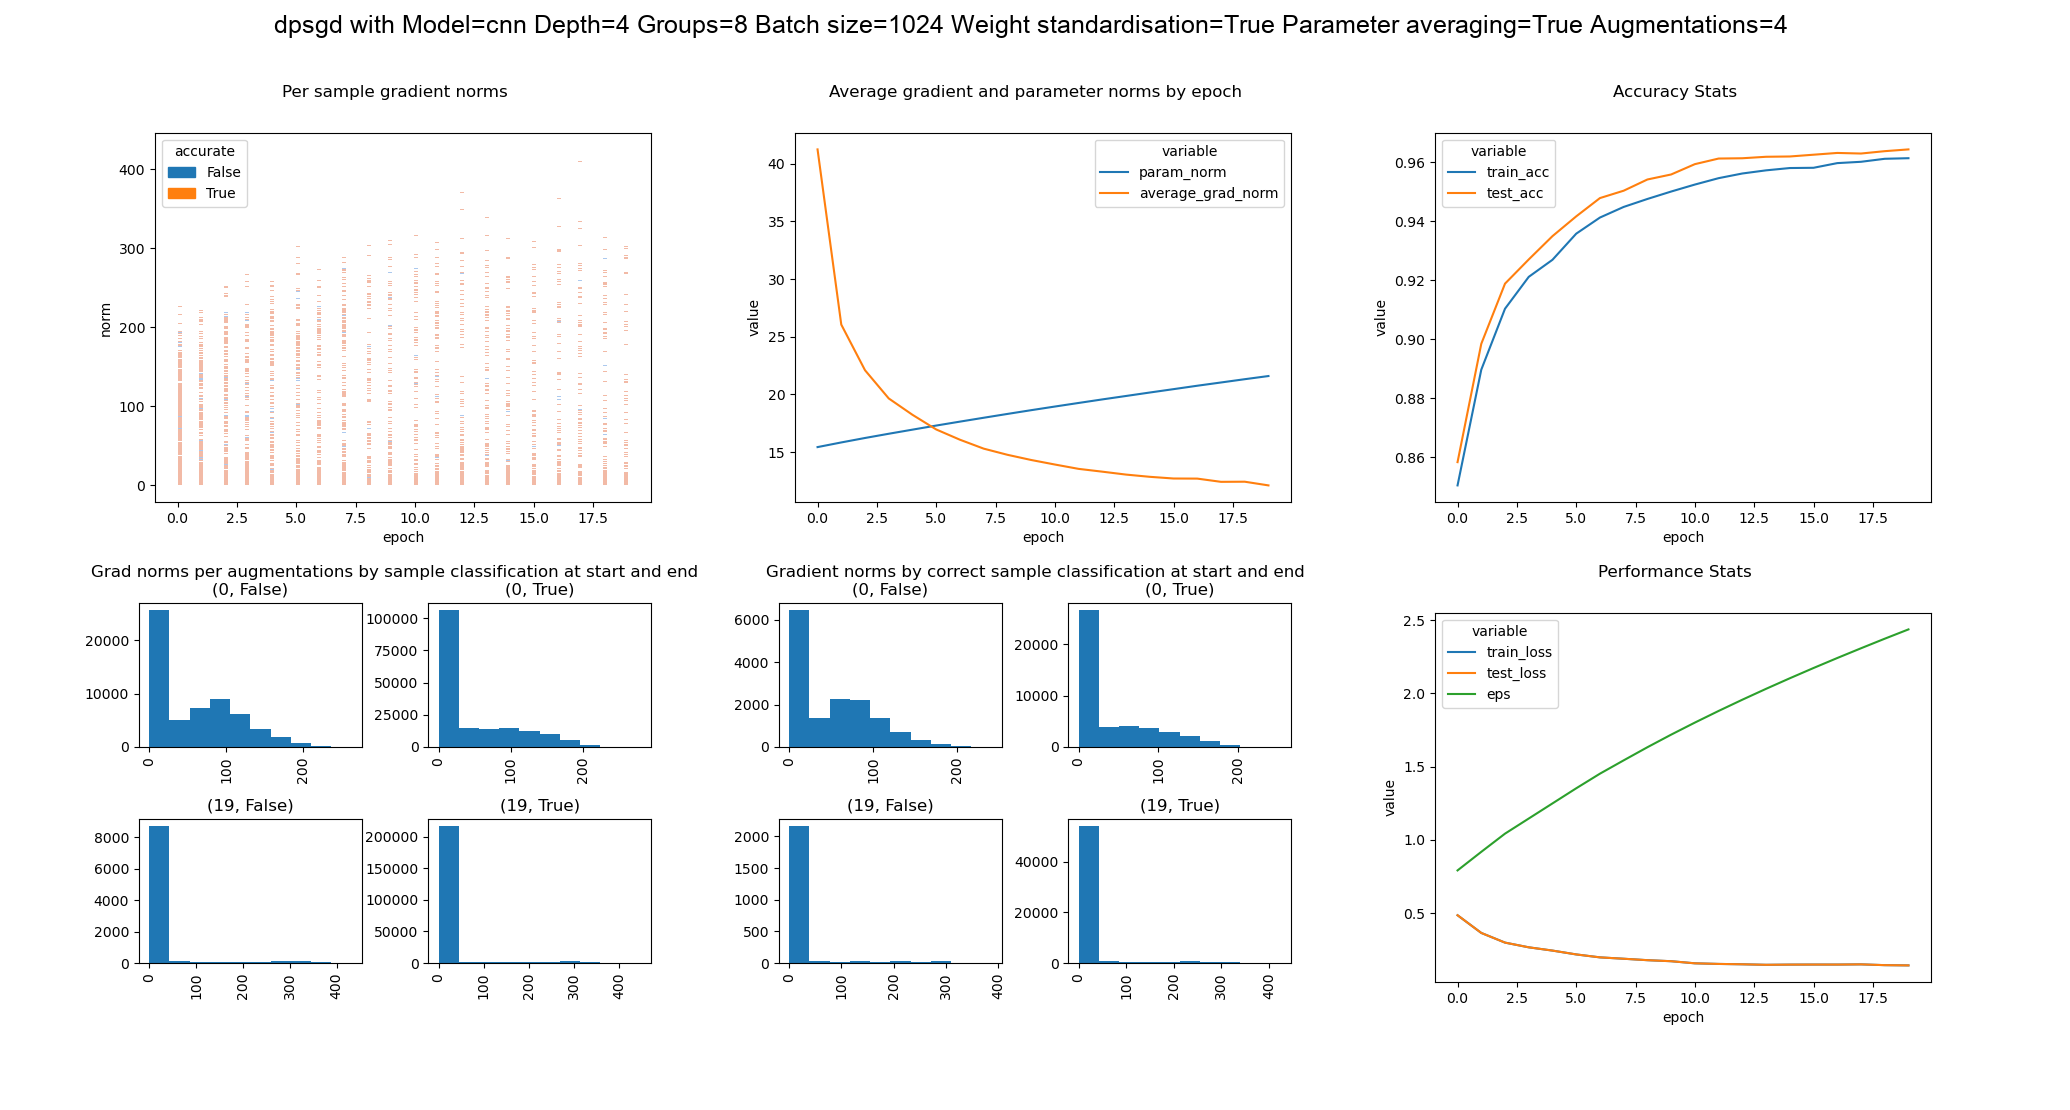 dpsgd with Model=cnn Depth=4 Groups=8 Batch size=1024 Weight standardisation=True Parameter averaging=True Augmentations=4
Per sample gradient norms
accurate
False
True
400
300
200
100
0
norm
0.0 2.5 5.0 7.5 10.0 12.5 15.0 17.5
epoch
Average gradient and parameter norms by epoch
variable
param_norm
average_grad_norm
40
35
30
25
20
15
value
0.0 2.5 5.0 7.5 10.0 12.5 15.0 17.5
epoch
Accuracy Stats
variable
train_acc
test_acc
0.96
0.94
0.92
0.90
0.88
0.86
value
0.0 2.5 5.0 7.5 10.0 12.5 15.0 17.5
epoch
Grad norms per augmentations by sample classification at start and end
(0, False)
20000
10000
0
0 100 200
(0, True)
100000
75000
50000
25000
0
0 100 200
(19, False)
8000
6000
4000
2000
0
0 100 200 300 400
(19, True)
200000
150000
100000
50000
0
0 100 200 300 400
Gradient norms by correct sample classification at start and end
(0, False)
6000
4000
2000
0
0 100 200
(0, True)
20000
10000
0
0 100 200
(19, False)
2000
1500
1000
500
0
0 100 200 300 400
(19, True)
40000
20000
0
0 100 200 300 400
Performance Stats
variable
train_loss
test_loss
eps
2.5
2.0
1.5
1.0
0.5
value
0.0 2.5 5.0 7.5 10.0 12.5 15.0 17.5
epoch